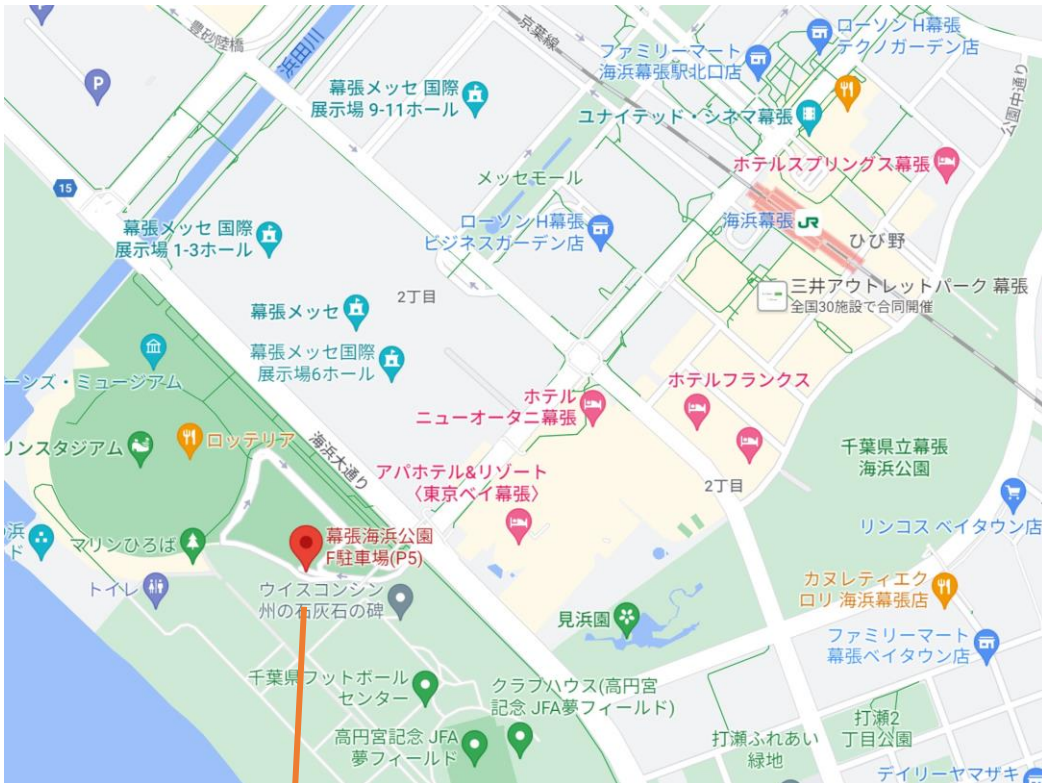 豊砂陸橋
浜田川
京葉線
ローソン H幕張
テクノガーデン店
ファミリーマート
海浜幕張駅北口店
公園中通り
P
P
幕張メッセ 国際
展示場 9-11ホール
ユナイテッド・シネマ幕張
ホテルスプリングス幕張
メッセモール
15
幕張メッセ 国際
展示場 1-3ホール
ローソン H幕張
ビジネスガーデン店
海浜幕張
JR
ひび野
三井アウトレットパーク 幕張
全国30施設で合同開催
2丁目
幕張メッセ
幕張メッセ国際
展示場6ホール
ーンズ・ミュージアム
ホテル
ニューオータニ幕張
ホテルフランクス
リンスタジアム
ロッテリア
海浜大通り
千葉県立幕張
海浜公園
アパホテル&リゾート
〈東京ベイ幕張〉
2丁目
リンコス ベイタウン店
幕張海浜公園
F駐車場(P5)
の浜
ド
マリンひろば
トイレ
ウイスコンシン
州の石灰石の碑
カヌレティエク
ロリ 海浜幕張店
見浜園
ファミリーマート
幕張ベイタウン店
千葉県フットボール
センター
クラブハウス(高円宮
記念 JFA夢フィールド)
高円宮記念 JFA
夢フィールド
打瀬ふれあい
緑地
打瀬2
丁目公園
デイリーヤマザキ